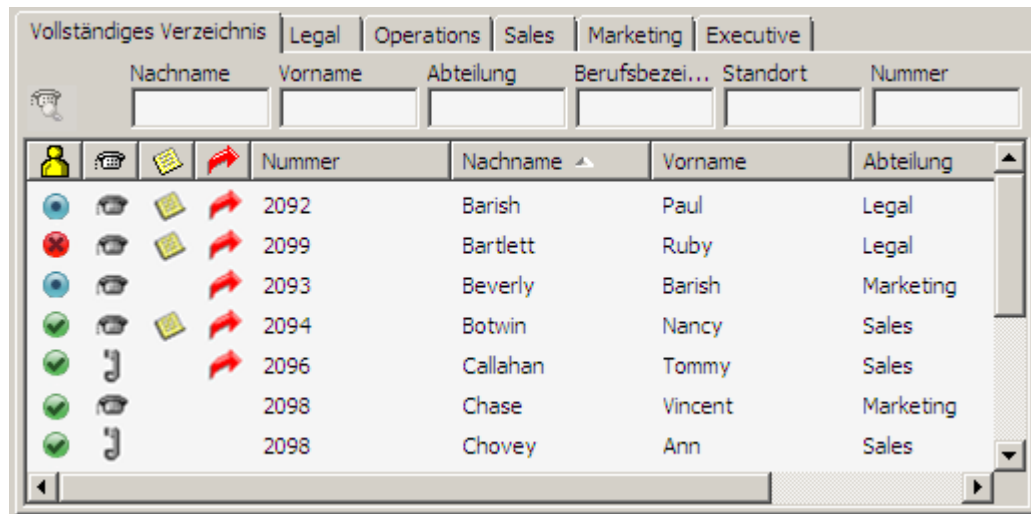 Vollständiges Verzeichnis Legal Operations Sales Marketing Executive
Nachname Vorname Abteilung Berufsbezei... Standort Nummer
Nummer Nachname Vorname Abteilung
2092 Barish Paul Legal
2099 Bartlett Ruby Legal
2093 Beverly Barish Marketing
2094 Botwin Nancy Sales
2096 Callahan Tommy Sales
2098 Chase Vincent Marketing
2098 Chovey Ann Sales